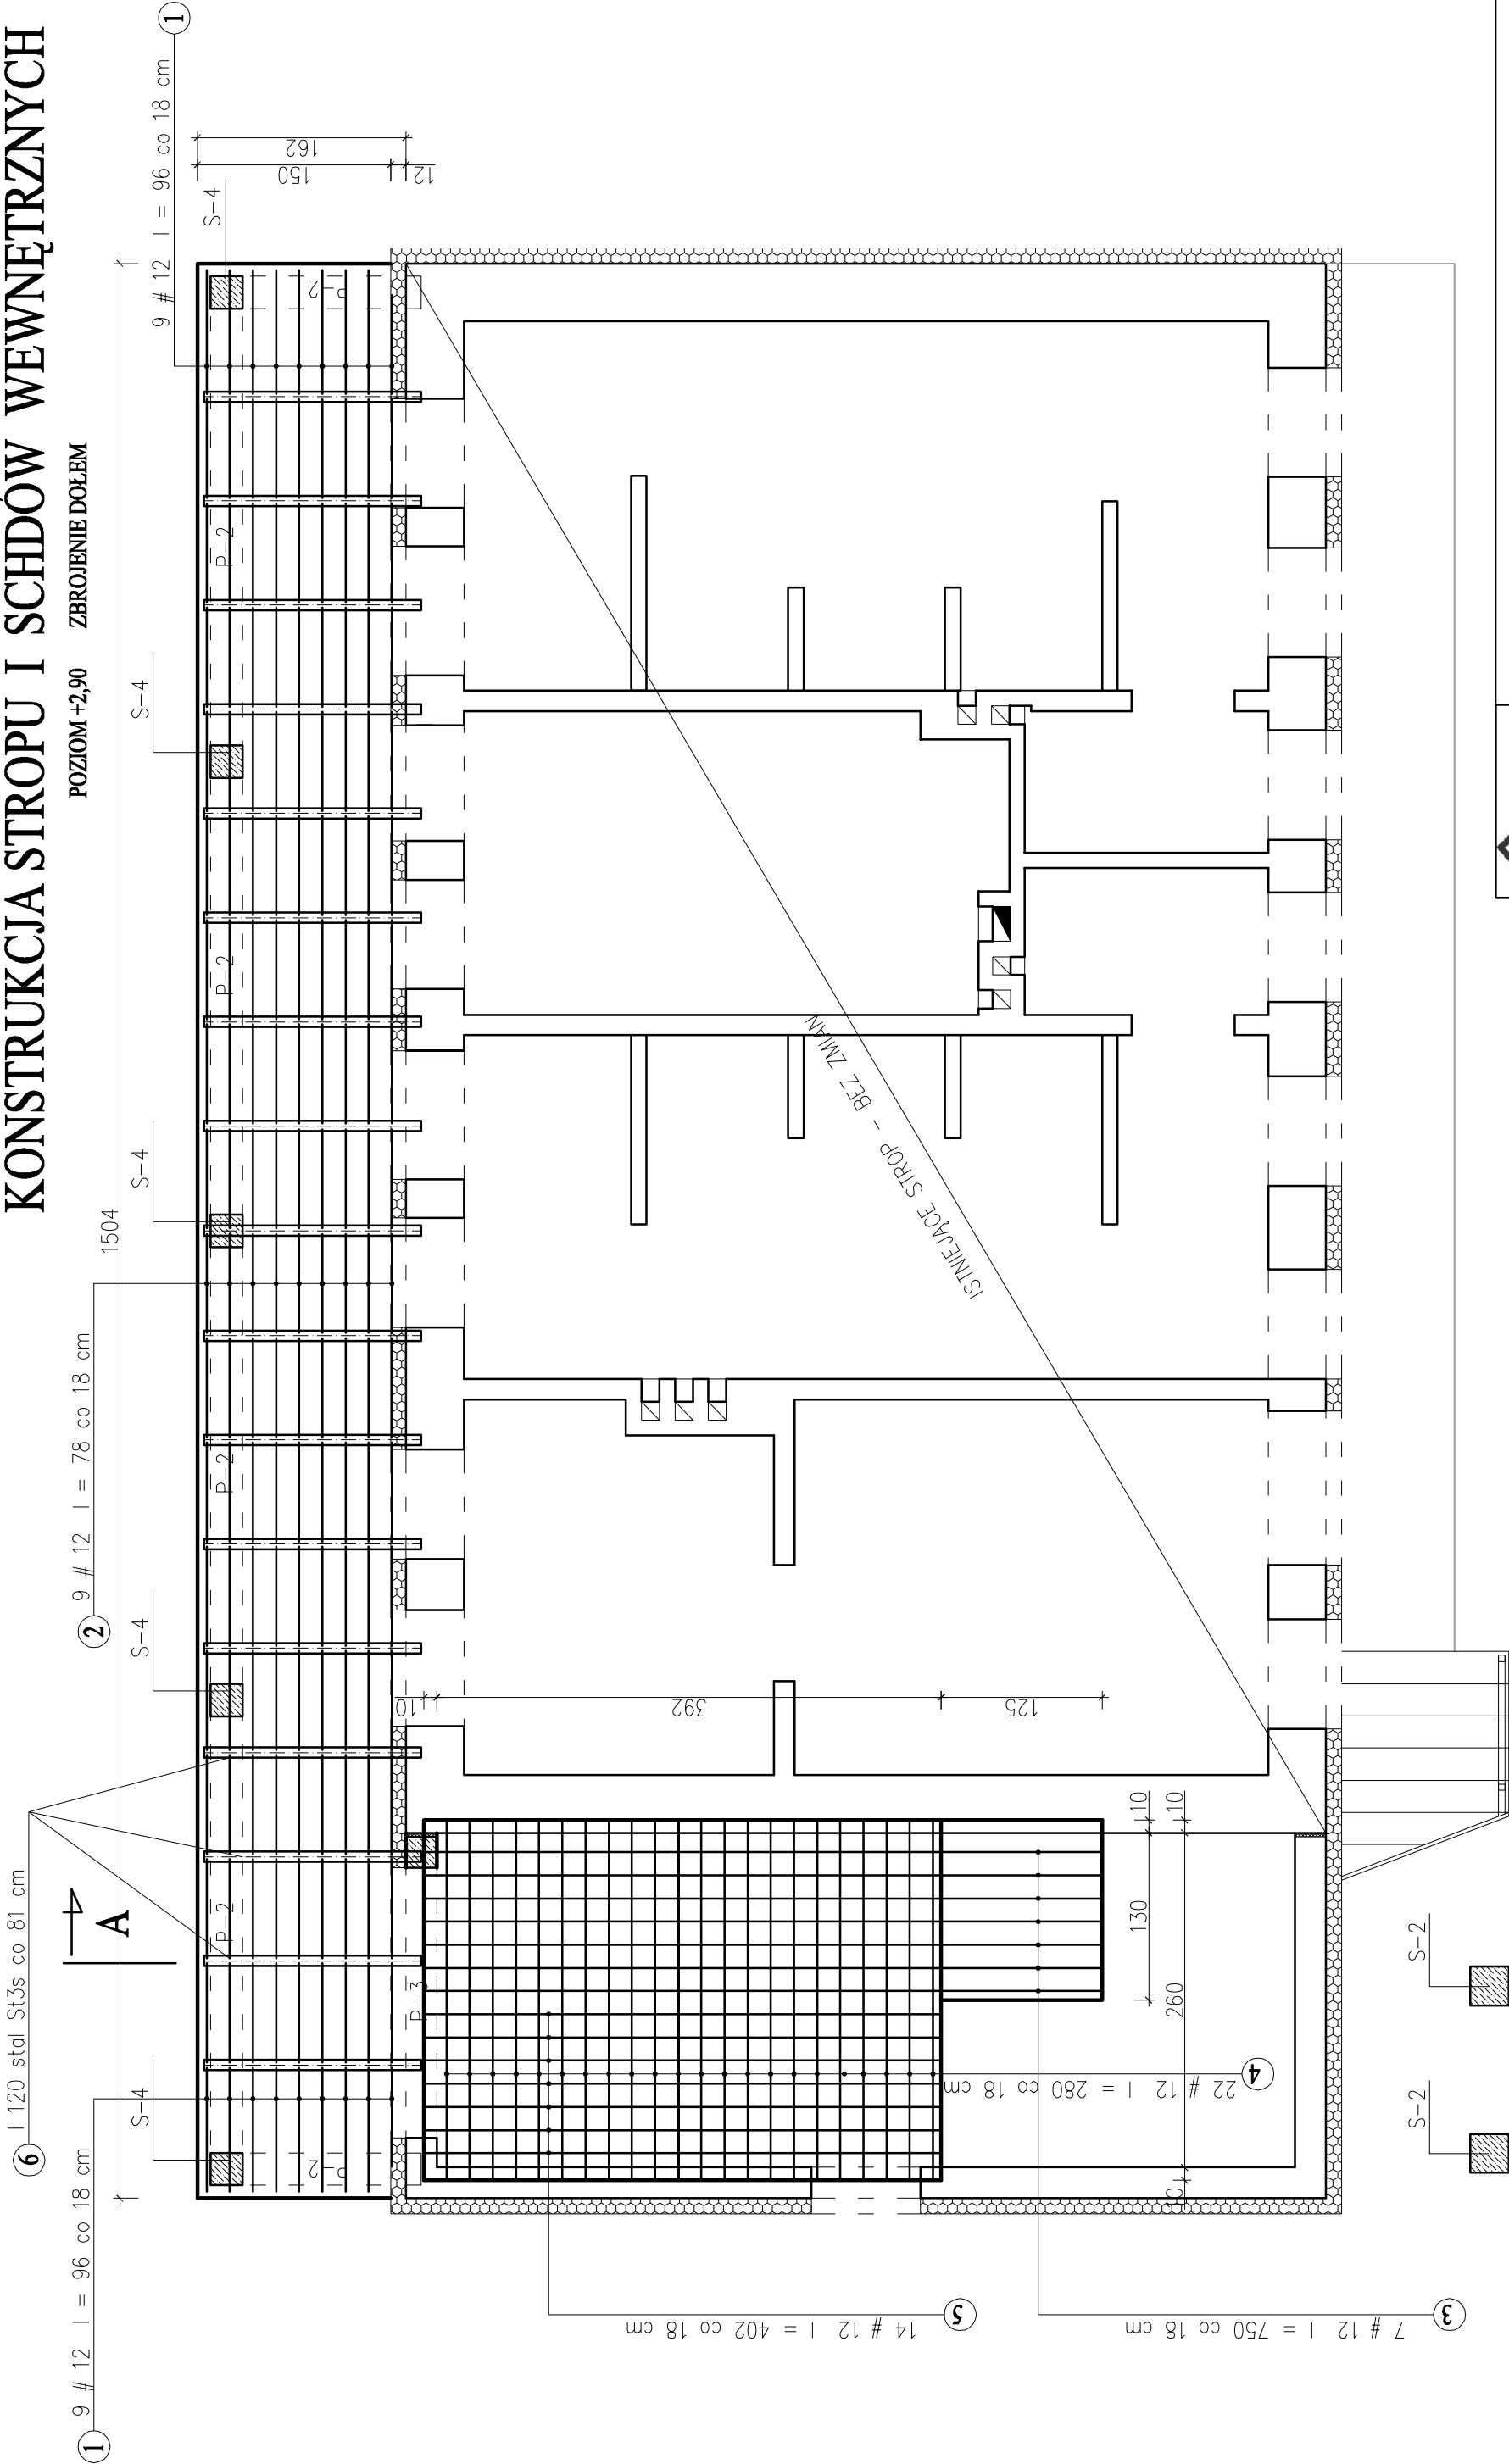 KONSTRUKCJA STROPU I SCHDÓW WEWNĘTRZNYCH
POZIOM +2,90 ZBROJENIE DOŁEM
1
9 # 12 l = 96 co 18 cm
6
I 120 stal St3s co 81 cm
2
9 # 12 l = 78 co 18 cm
1
9 # 12 l = 96 co 18 cm
A
1504
S-4
S-4
S-4
S-4
S-4
P-2
P-2
P-2
P-2
P-2
P-2
162
150
12
P-3
10
392
125
10
10
130
260
10
ISTNIEJĄCE STROP - BEZ ZMIAN
4
22 # 12 l = 280 co 18 cm
5
14 # 12 l = 402 co 18 cm
3
7 # 12 l = 750 co 18 cm
S-2
S-2